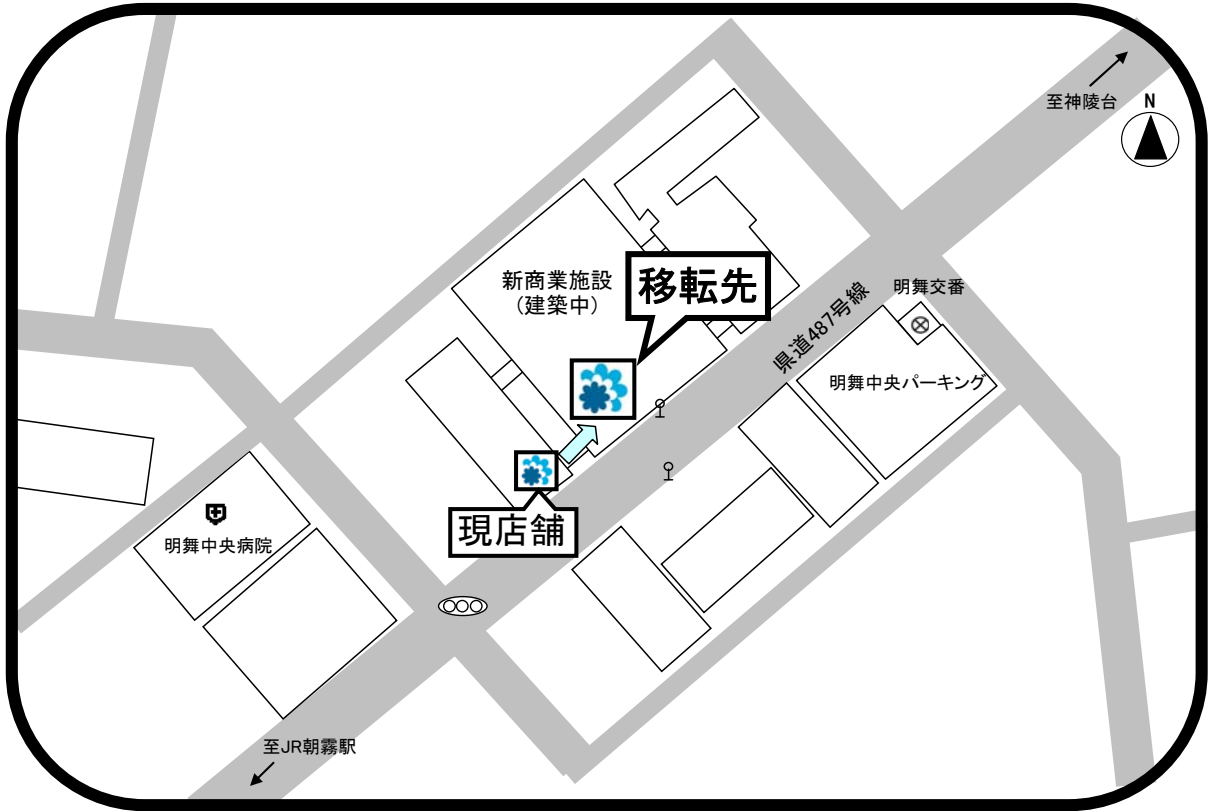 至神陵台
N
新商業施設
(建築中)
移転先
明舞交番
県道487号線
明舞中央パーキング
現店舗
明舞中央病院
至JR朝霧駅